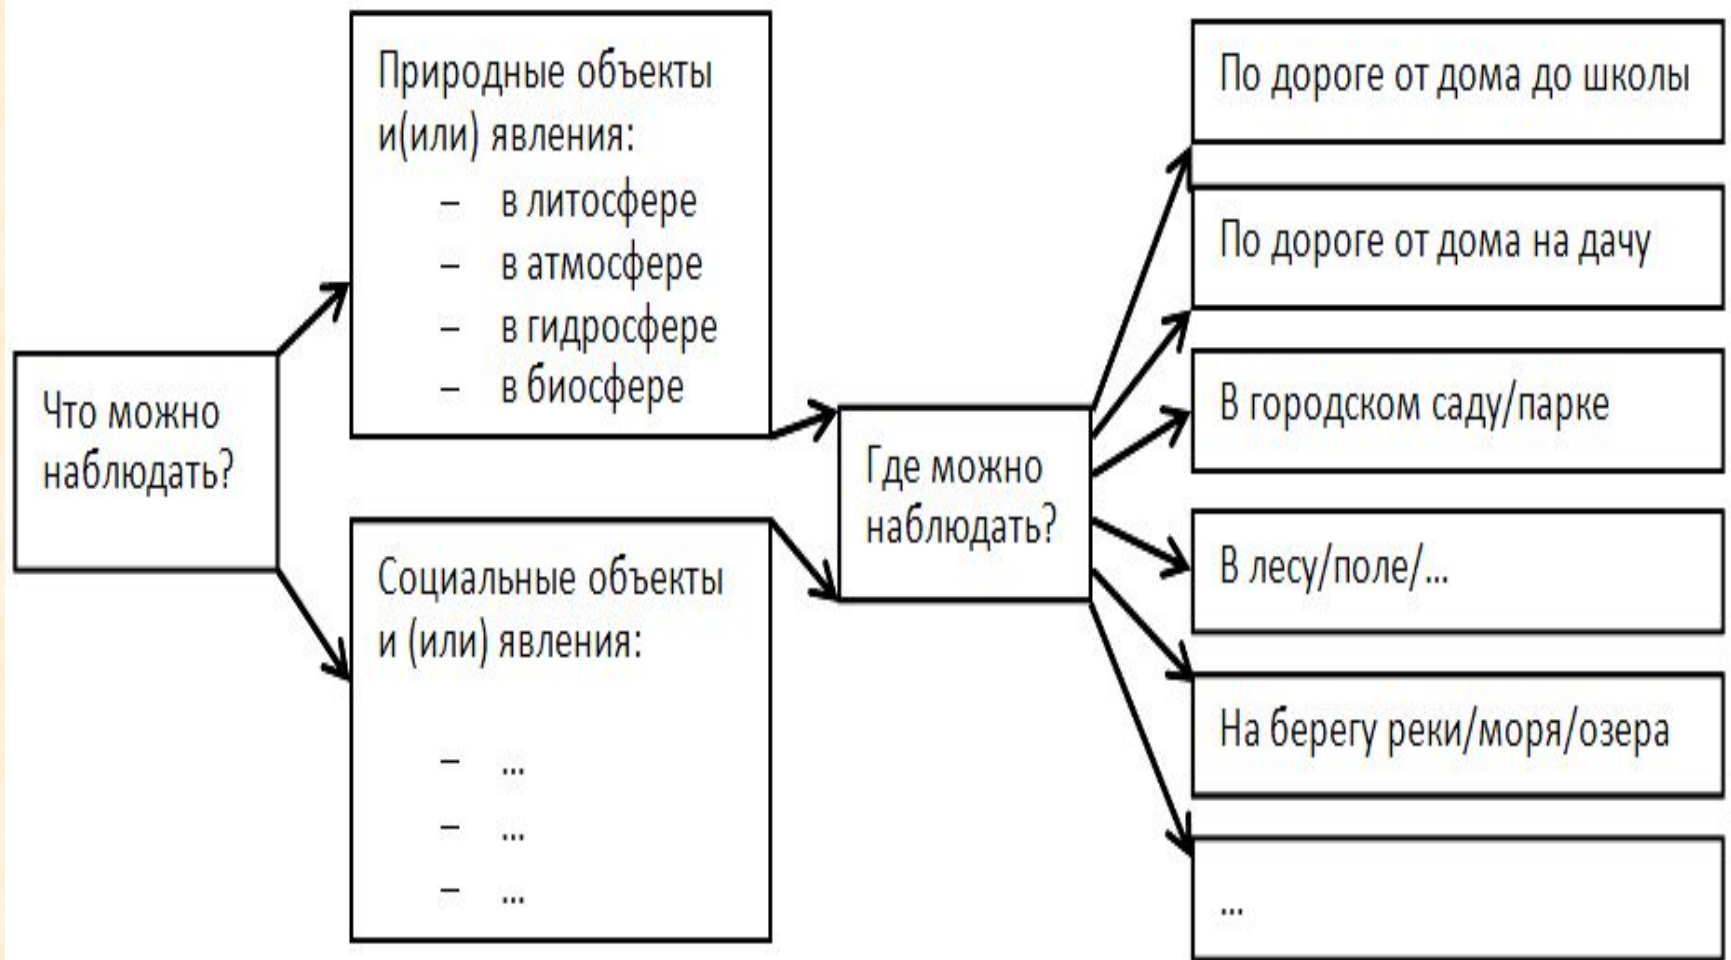 Что можно
наблюдать?
Природные объекты
и(или) явления:
– в литосфере
– в атмосфере
– в гидросфере
– в биосфере
Социальные объекты
и (или) явления:
– ...
– ...
– ...
Где можно
наблюдать?
По дороге от дома до школы
По дороге от дома на дачу
В городском саду/парке
В лесу/поле/...
На берегу реки/моря/озера
...